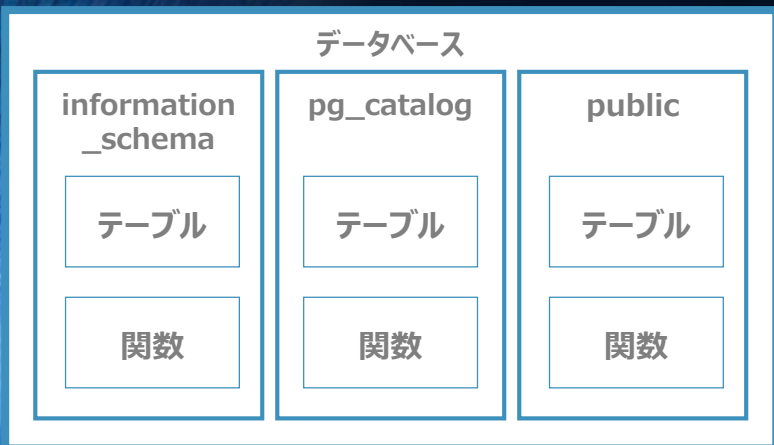 データベース
information
_schema
pg_catalog
public
テーブル
テーブル
テーブル
関数
関数
関数